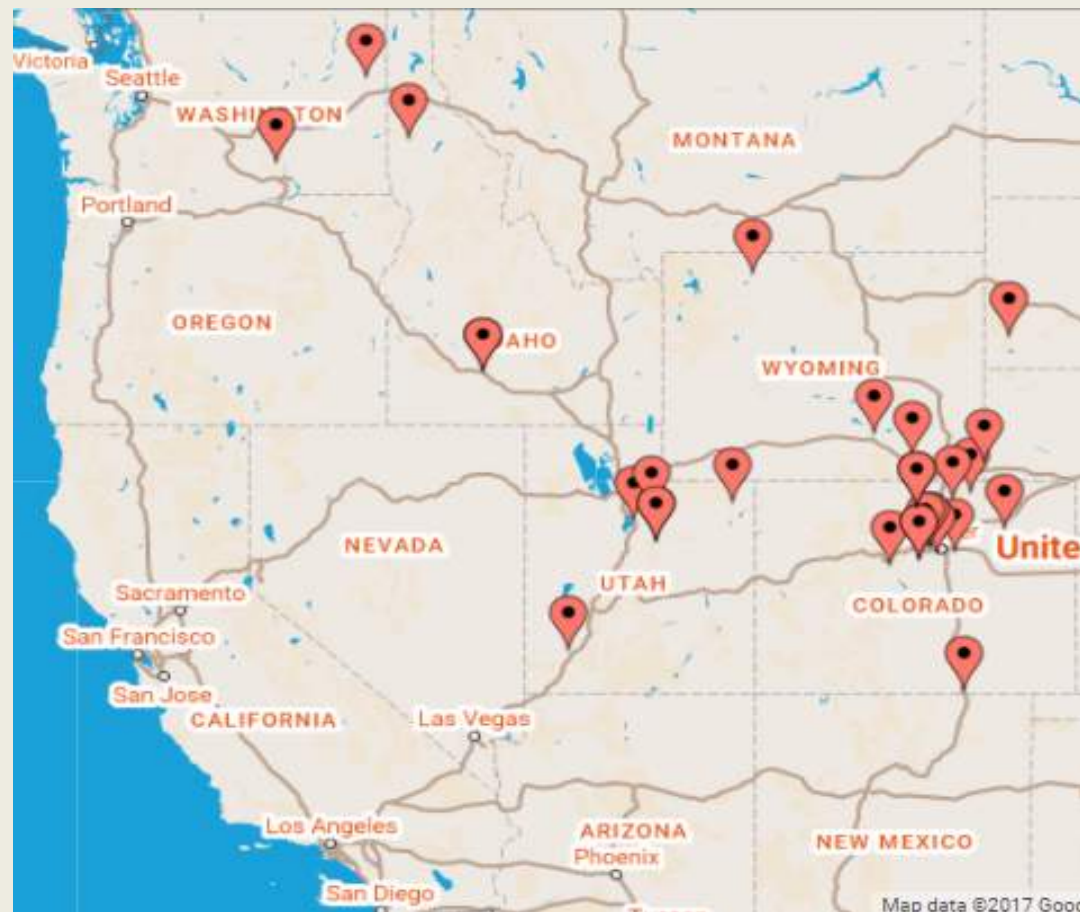 Victoria
Seattle
WASHINGTON
MONTANA
Portland
OREGON
AHO
WYOMING
NEVADA
UTAH
Unite
COLORADO
Sacramento
San Francisco
San Jose
CALIFORNIA
Las Vegas
Los Angeles
ARIZONA
NEW MEXICO
Phoenix
San Diego
Map data ©2017 Goog